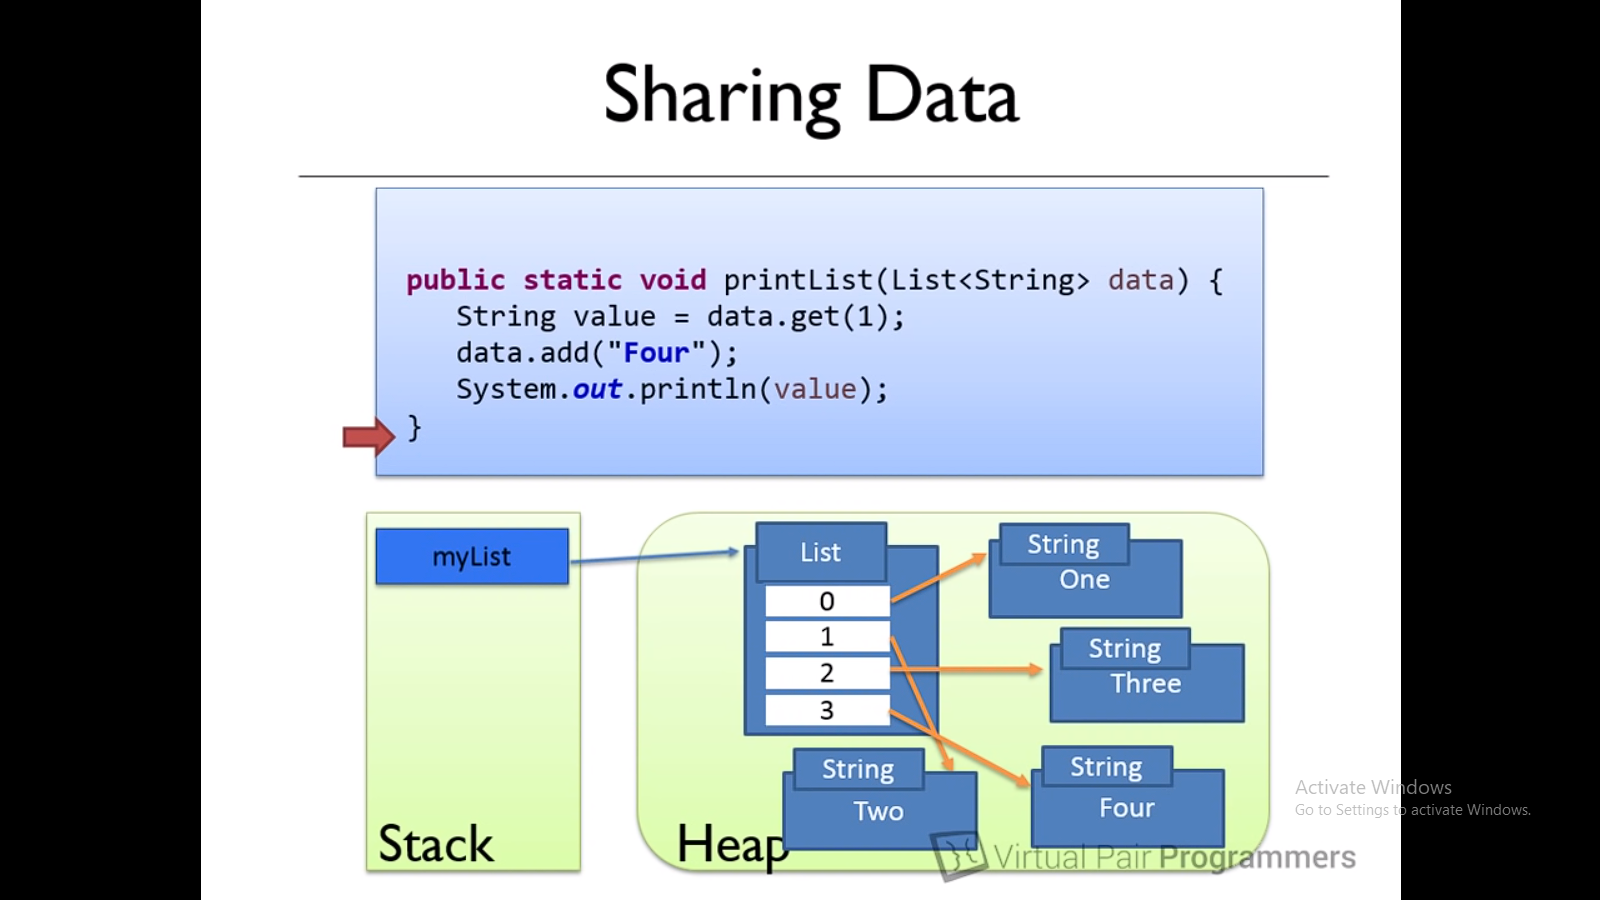 Sharing Data
public static void printList(List<String> data) {
String value = data.get(1);
data.add("Four");
System.out.println(value);
}
myList
Stack
List
0
1
2
3
String
One
String
Three
String
Two
String
Four
Heap
Virtual Pair Programmers
Activate Windows
Go to Settings to activate Windows.